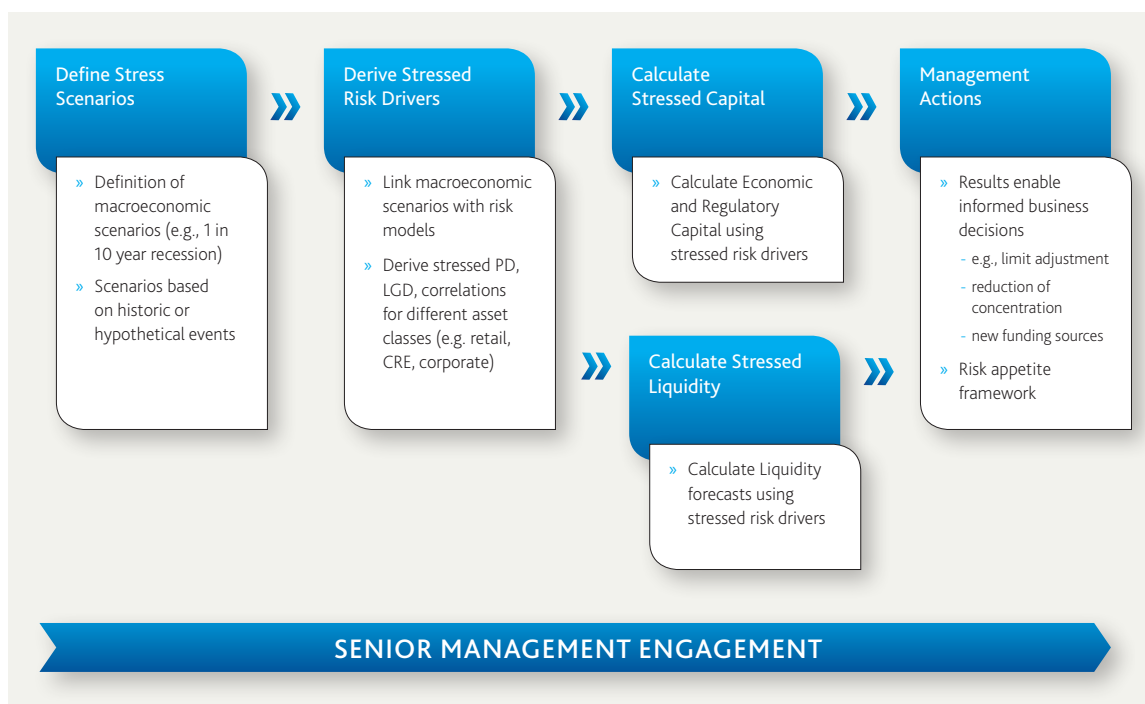 Define Stress
Scenarios
» Definition of
macroeconomic
scenarios (e.g., 1 in
10 year recession)
» Scenarios based
on historic or
hypothetical events
Derive Stressed
Risk Drivers
» Link macroeconomic
scenarios with risk
models
» Derive stressed PD,
LGD, correlations
for different asset
classes (e.g. retail,
CRE, corporate)
Calculate
Stressed Capital
» Calculate Economic
and Regulatory
Capital using
stressed risk drivers
Calculate Stressed
Liquidity
» Calculate Liquidity
forecasts using
stressed risk drivers
Management
Actions
» Results enable
informed business
decisions
- e.g., limit adjustment
- reduction of
concentration
- new funding sources
» Risk appetite
framework
SENIOR MANAGEMENT ENGAGEMENT